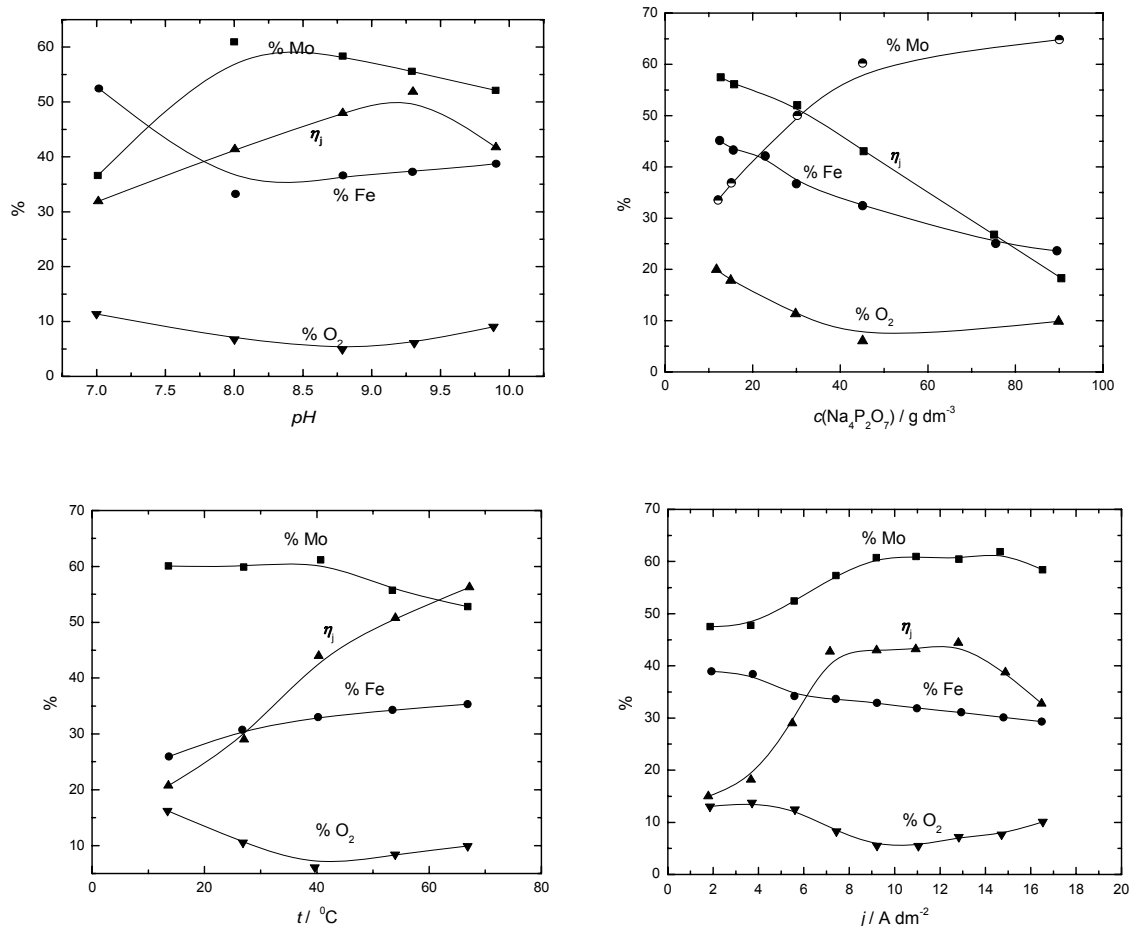 60
50
40
30
20
10
0
%
% Mo
η_j
% Fe
% O₂
7.0 7.5 8.0 8.5 9.0 9.5 10.0
pH
70
60
50
40
30
20
10
0
%
% Mo
η_j
% Fe
% O₂
0 20 40 60 80 100
c(Na₄P₂O₇) / g dm⁻³
70
60
50
40
30
20
10
%
% Mo
η_j
% Fe
% O₂
0 20 40 60 80
t / ⁰C
70
60
50
40
30
20
10
0
%
% Mo
η_j
% Fe
% O₂
0 2 4 6 8 10 12 14 16 18 20
j / A dm⁻²